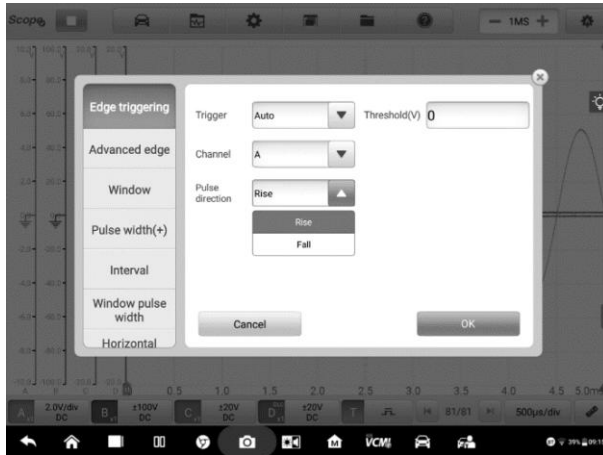 Scope
1MS
Edge triggering
Advanced edge
Window
Pulse width(+)
Interval
Window pulse
width
Horizontal
Trigger
Auto
Threshold(V)
0
Channel
A
Pulse
direction
Rise
Rise
Fall
Cancel
OK
0.5 1.0 1.5 2.0 2.5 3.0 3.5 4.0 4.5 5.0ms
A 2.0V/div
DC
B ±100V
DC
C ±20V
DC
D ±20V
DC
T
81/81
500μs/div
VCMI
39%